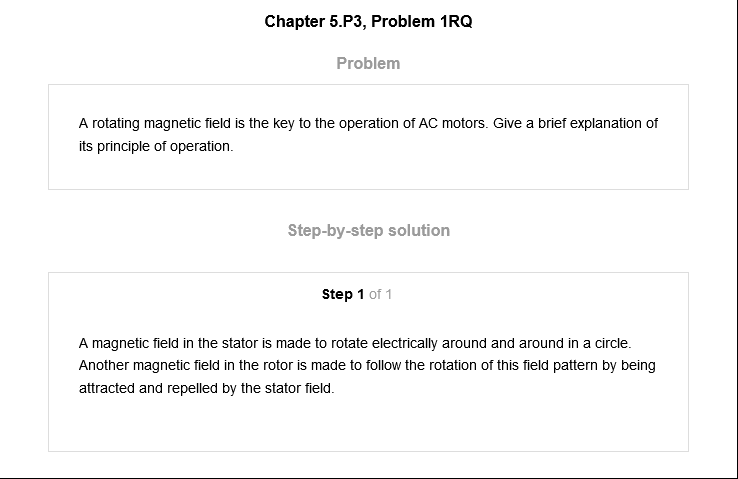 Chapter 5.P3, Problem 1RQ
Problem
A rotating magnetic field is the key to the operation of AC motors. Give a brief explanation of
its principle of operation.
Step-by-step solution
Step 1 of 1
A magnetic field in the stator is made to rotate electrically around and around in a circle.
Another magnetic field in the rotor is made to follow the rotation of this field pattern by being
attracted and repelled by the stator field.